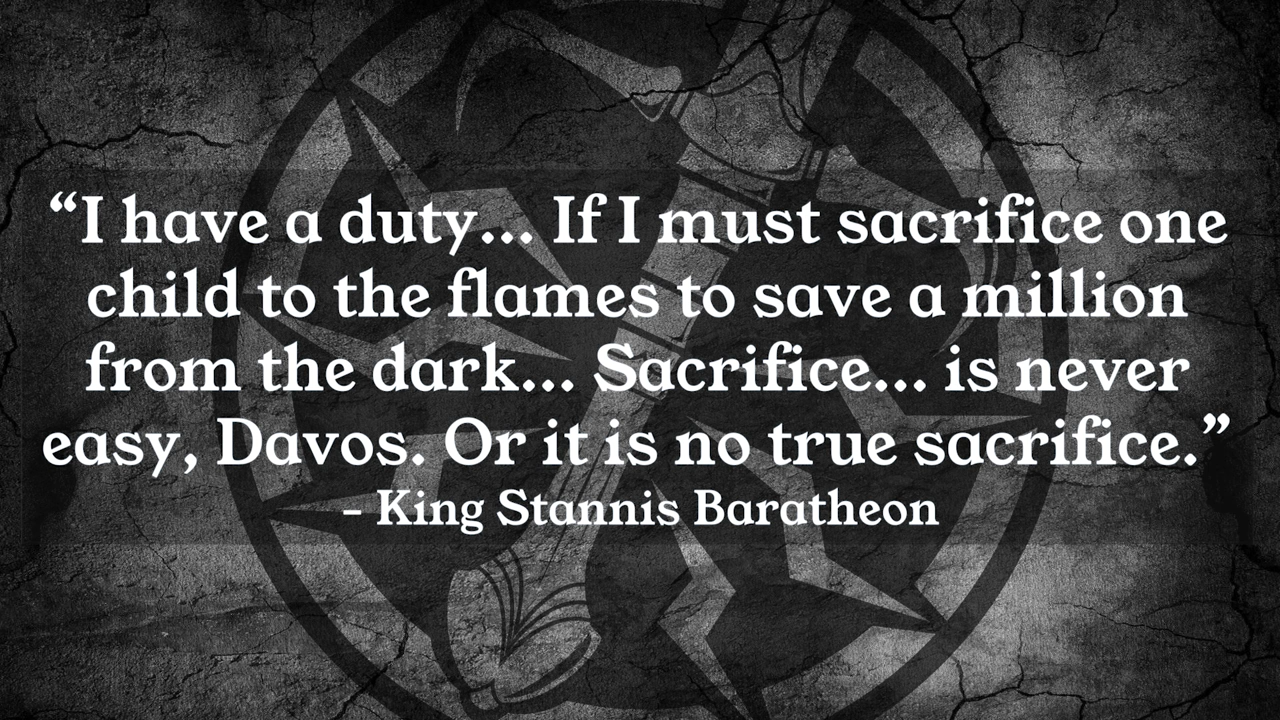 “I have a duty... If I must sacrifice one
child to the flames to save a million
from the dark... Sacrifice... is never
easy, Davos. Or it is no true sacrifice.”
– King Stannis Baratheon